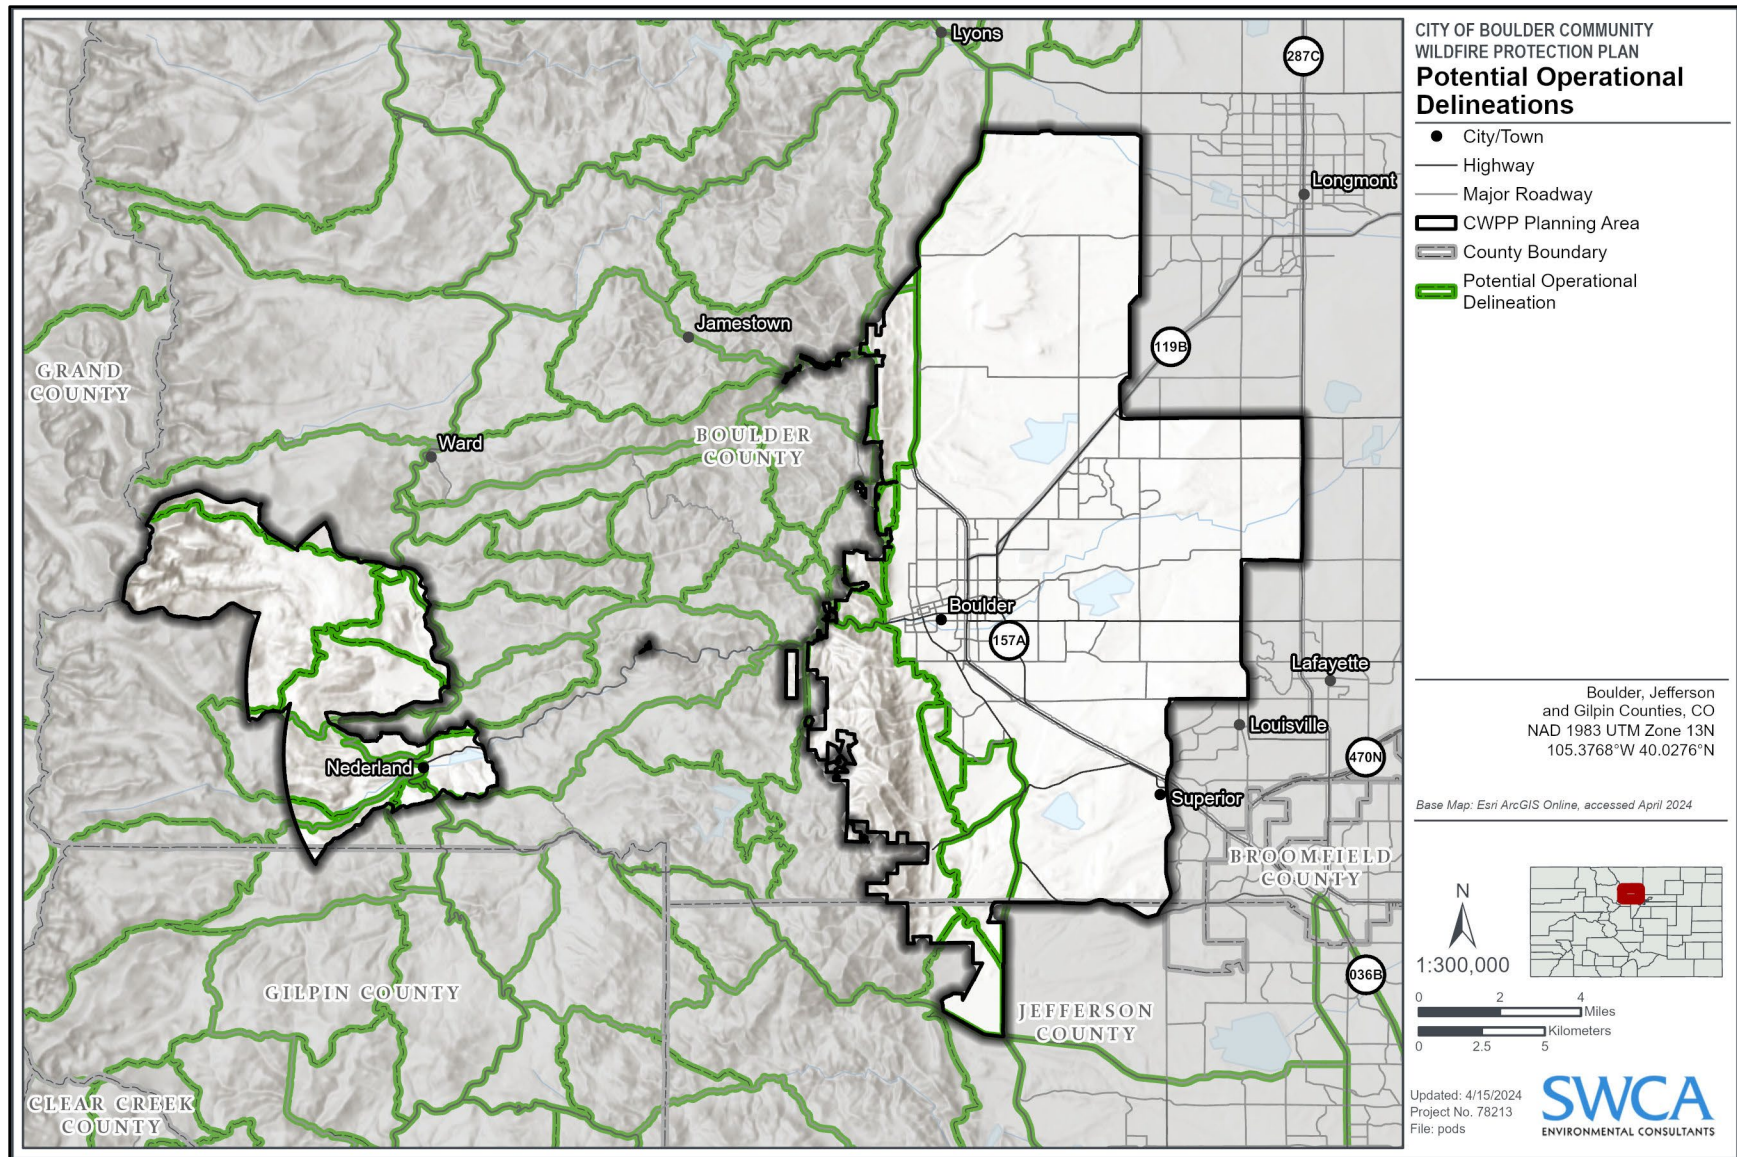 CITY OF BOULDER COMMUNITY
WILDFIRE PROTECTION PLAN
Potential Operational
Delineations
City/Town
Highway
Major Roadway
CWPP Planning Area
County Boundary
Potential Operational
Delineation
Boulder, Jefferson
and Gilpin Counties, CO
NAD 1983 UTM Zone 13N
105.3768°W 40.0276°N
Base Map: Esri ArcGIS Online, accessed April 2024
N
1:300,000
0 2 4
Miles
Kilometers
0 2.5 5
Updated: 4/15/2024
Project No. 78213
File: pods
SWCA
ENVIRONMENTAL CONSULTANTS
Lyons
287C
Longmont
Jamestown
119B
GRAND
COUNTY
BOULDER
COUNTY
Ward
Boulder
157A
Lafayette
Louisville
Nederland
470N
Superior
BROOMFIELD
COUNTY
036B
GILPIN COUNTY
JEFFERSON
COUNTY
CLEAR CREEK
COUNTY